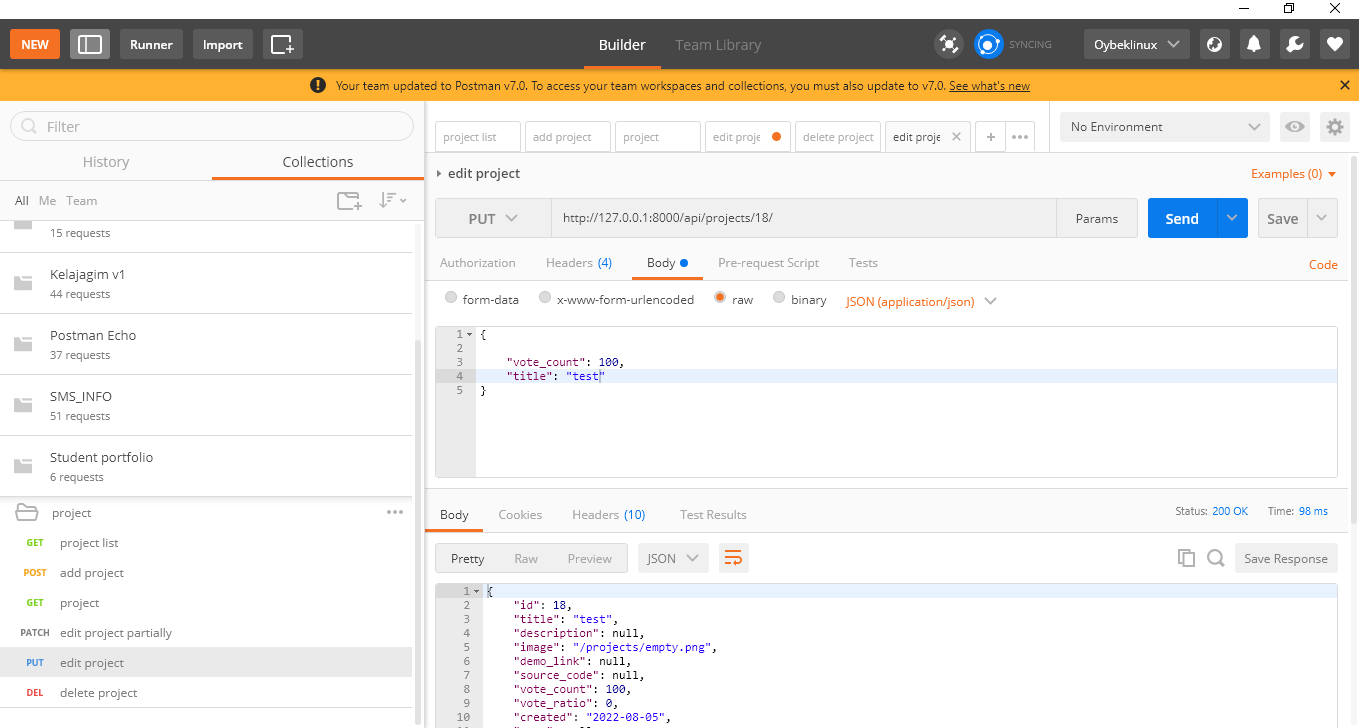 NEW
Runner
Import
Builder
Team Library
SYNCING
Oybeklinux
Your team updated to Postman v7.0. To access your team workspaces and collections, you must also update to v7.0. See what's new
Filter
History
Collections
All Me Team
15 requests
Kelajagim v1
44 requests
Postman Echo
37 requests
SMS_INFO
51 requests
Student portfolio
6 requests
project
GET project list
POST add project
GET project
PATCH edit project partially
PUT edit project
DEL delete project
project list
add project
project
edit proje
delete project
edit proje
No Environment
edit project
Examples (0)
PUT
http://127.0.0.1:8000/api/projects/18/
Params
Send
Save
Authorization
Headers (4)
Body
Pre-request Script
Tests
Code
form-data
x-www-form-urlencoded
raw
binary
JSON (application/json)
1 {
2
3 "vote_count": 100,
4 "title": "test"
5 }
Body
Cookies
Headers (10)
Test Results
Status: 200 OK
Time: 98 ms
Pretty
Raw
Preview
JSON
Save Response
1 {
2 "id": 18,
3 "title": "test",
4 "description": null,
5 "image": "/projects/empty.png",
6 "demo_link": null,
7 "source_code": null,
8 "vote_count": 100,
9 "vote_ratio": 0,
10 "created": "2022-08-05",